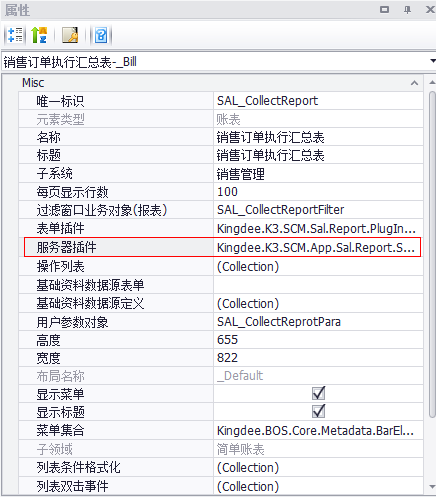 属性
销售订单执行汇总表-_Bill
Misc
唯一标识 SAL_CollectReport
元素类型 账表
名称 销售订单执行汇总表
标题 销售订单执行汇总表
子系统 销售管理
每页显示行数 100
过滤窗口业务对象(报表) SAL_CollectReportFilter
表单插件 Kingdee.K3.SCM.Sal.Report.PlugIn...
服务器插件 Kingdee.K3.SCM.App.Sal.Report.S...
操作列表 (Collection)
基础资料数据源表单
基础资料数据源定义 (Collection)
用户参数对象 SAL_CollectReprotPara
高度 655
宽度 822
布局名称 _Default
显示菜单
显示标题
菜单集合 Kingdee.BOS.Core.Metadata.BarEl...
子领域 简单账表
列表条件格式化 (Collection)
列表双击事件 (Collection)